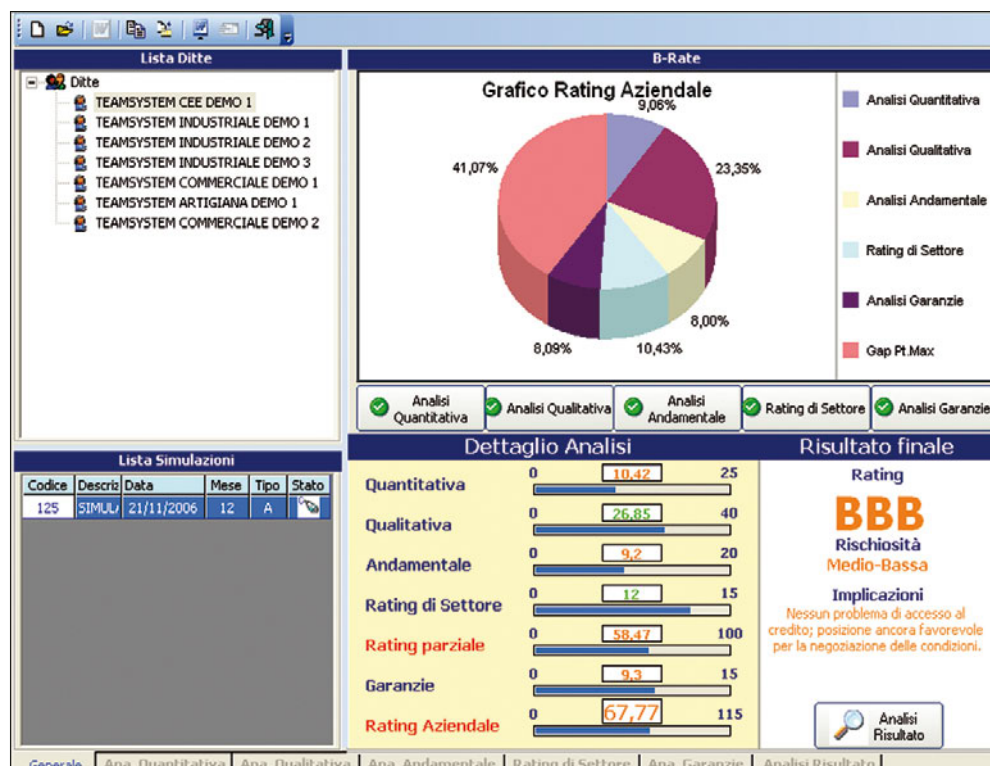 Lista Ditte
Ditte
TEAMSYSTEM CEE DEMO 1
TEAMSYSTEM INDUSTRIALE DEMO 1
TEAMSYSTEM INDUSTRIALE DEMO 2
TEAMSYSTEM INDUSTRIALE DEMO 3
TEAMSYSTEM COMMERCIALE DEMO 1
TEAMSYSTEM ARTIGIANA DEMO 1
TEAMSYSTEM COMMERCIALE DEMO 2
B-Rate
Grafico Rating Aziendale
9,06%
23,35%
8,00%
10,43%
8,09%
41,07%
Analisi Quantitativa
Analisi Qualitativa
Analisi Andamentale
Rating di Settore
Analisi Garanzie
Gap Pt.Max
Analisi
Quantitativa
Analisi Qualitativa
Analisi
Andamentale
Rating di Settore
Analisi Garanzie
Lista Simulazioni
Codice Descriz Data Mese Tipo Stato
125 SIMUL 21/11/2006 12 A
Dettaglio Analisi
Quantitativa 0 10,42 25
Qualitativa 0 26,85 40
Andamentale 0 9,2 20
Rating di Settore 0 12 15
Rating parziale 0 58,47 100
Garanzie 0 9,3 15
Rating Aziendale 0 67,77 115
Risultato finale
Rating
BBB
Rischiosità
Medio-Bassa
Implicazioni
Nessun problema di accesso al
credito; posizione ancora favorevole
per la negoziazione delle condizioni.
Analisi
Risultato
Generale Ana. Quantitativa Ana. Qualitativa Ana. Andamentale Rating di Settore Ana. Garanzie Analisi Risultato